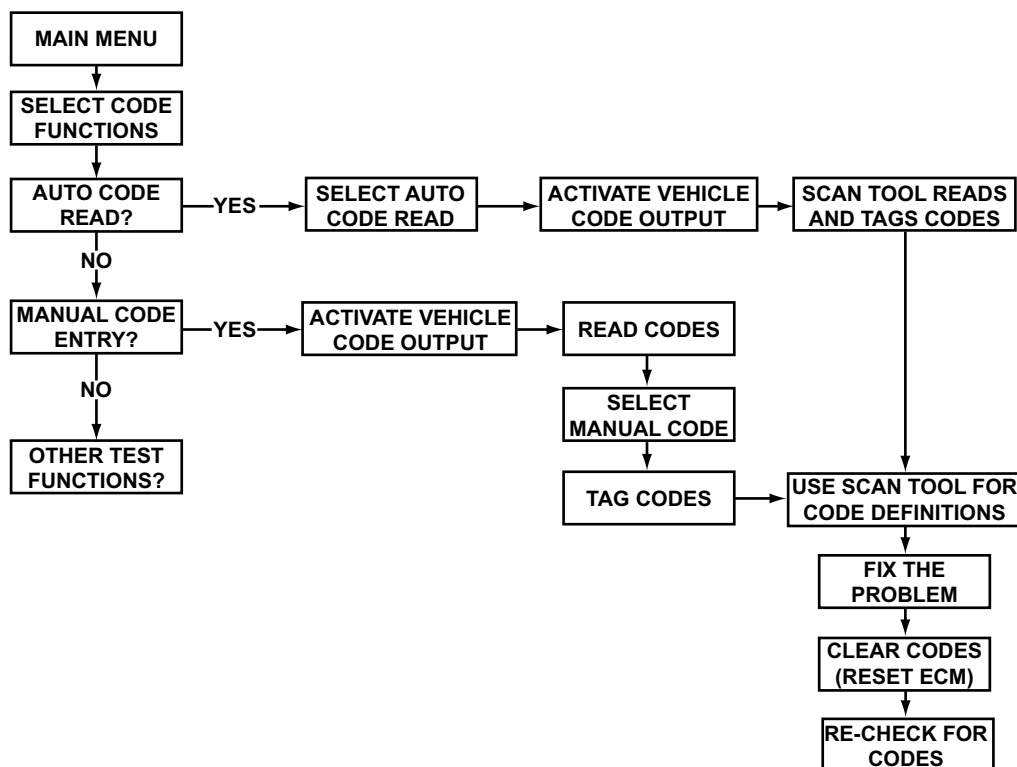 MAIN MENU
SELECT CODE
FUNCTIONS
AUTO CODE
READ?
YES
SELECT AUTO
CODE READ
ACTIVATE VEHICLE
CODE OUTPUT
SCAN TOOL READS
AND TAGS CODES
NO
MANUAL CODE
ENTRY?
YES
ACTIVATE VEHICLE
CODE OUTPUT
READ CODES
NO
SELECT
MANUAL CODE
OTHER TEST
FUNCTIONS?
TAG CODES
USE SCAN TOOL FOR
CODE DEFINITIONS
FIX THE
PROBLEM
CLEAR CODES
(RESET ECM)
RE-CHECK FOR
CODES